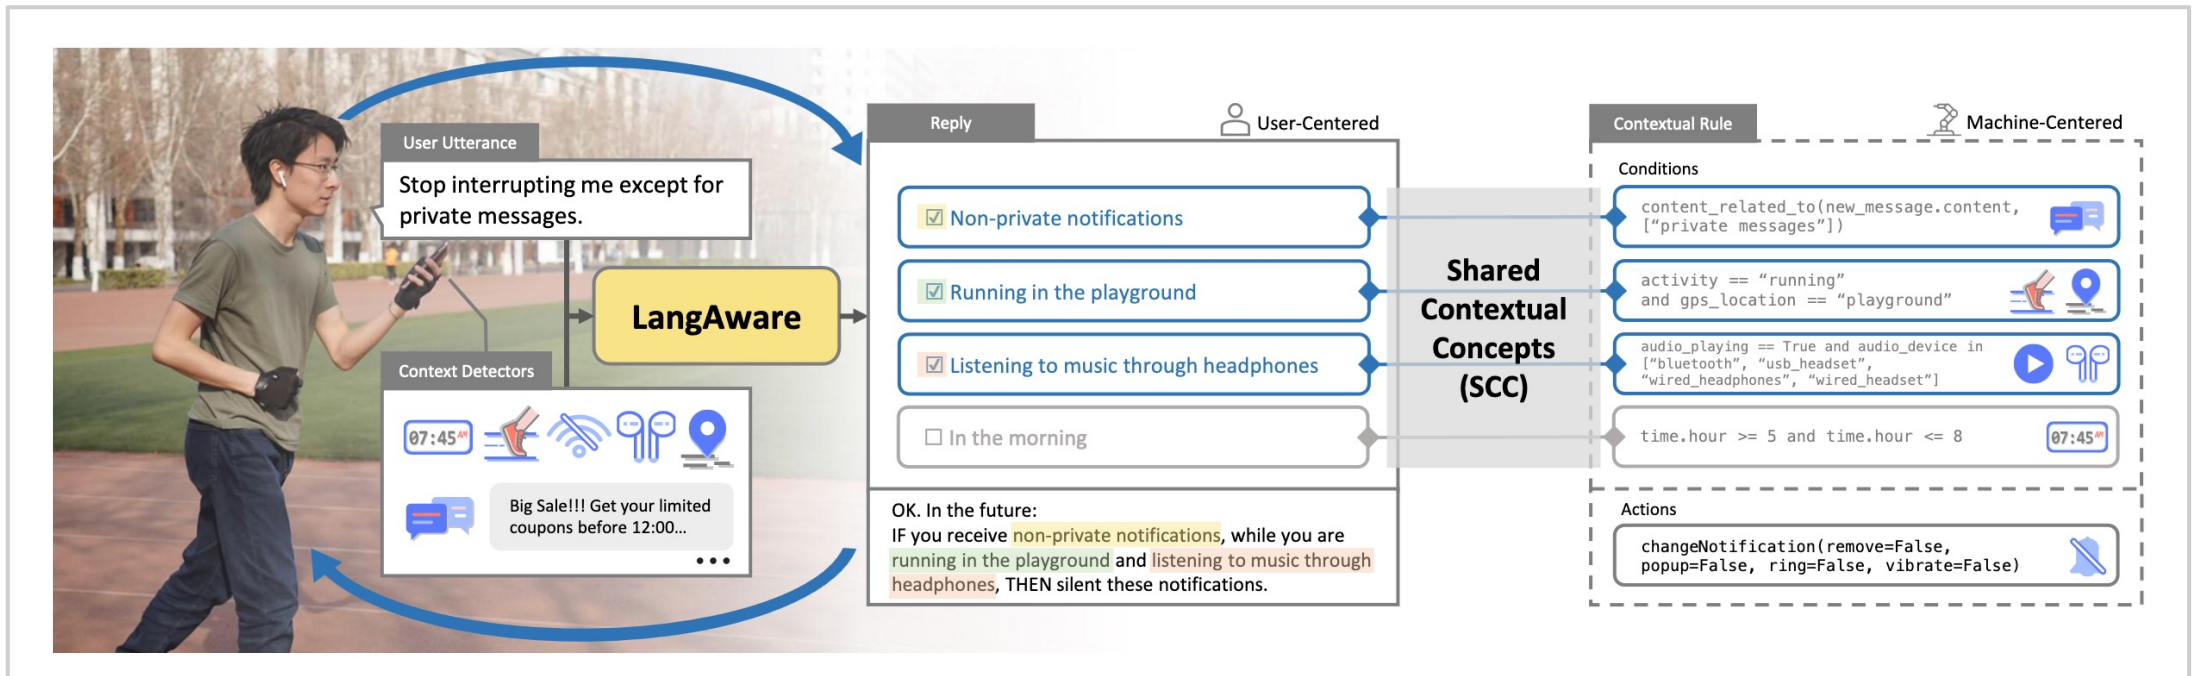 User Utterance
Stop interrupting me except for
private messages.
LangAware
Context Detectors
07:45 AM
Big Sale!!! Get your limited
coupons before 12:00...
Reply
User-Centered
☑ Non-private notifications
☑ Running in the playground
☑ Listening to music through headphones
☐ In the morning
OK. In the future:
IF you receive non-private notifications, while you are
running in the playground and listening to music through
headphones, THEN silent these notifications.
Shared
Contextual
Concepts
(SCC)
Contextual Rule
Machine-Centered
Conditions
content_related_to(new_message.content,
[“private messages”])
activity == “running”
and gps_location == “playground”
audio_playing == True and audio_device in
[“bluetooth”, “usb_headset”,
“wired_headphones”, “wired_headset”]
time.hour >= 5 and time.hour <= 8
07:45 AM
Actions
changeNotification(remove=False,
popup=False, ring=False, vibrate=False)